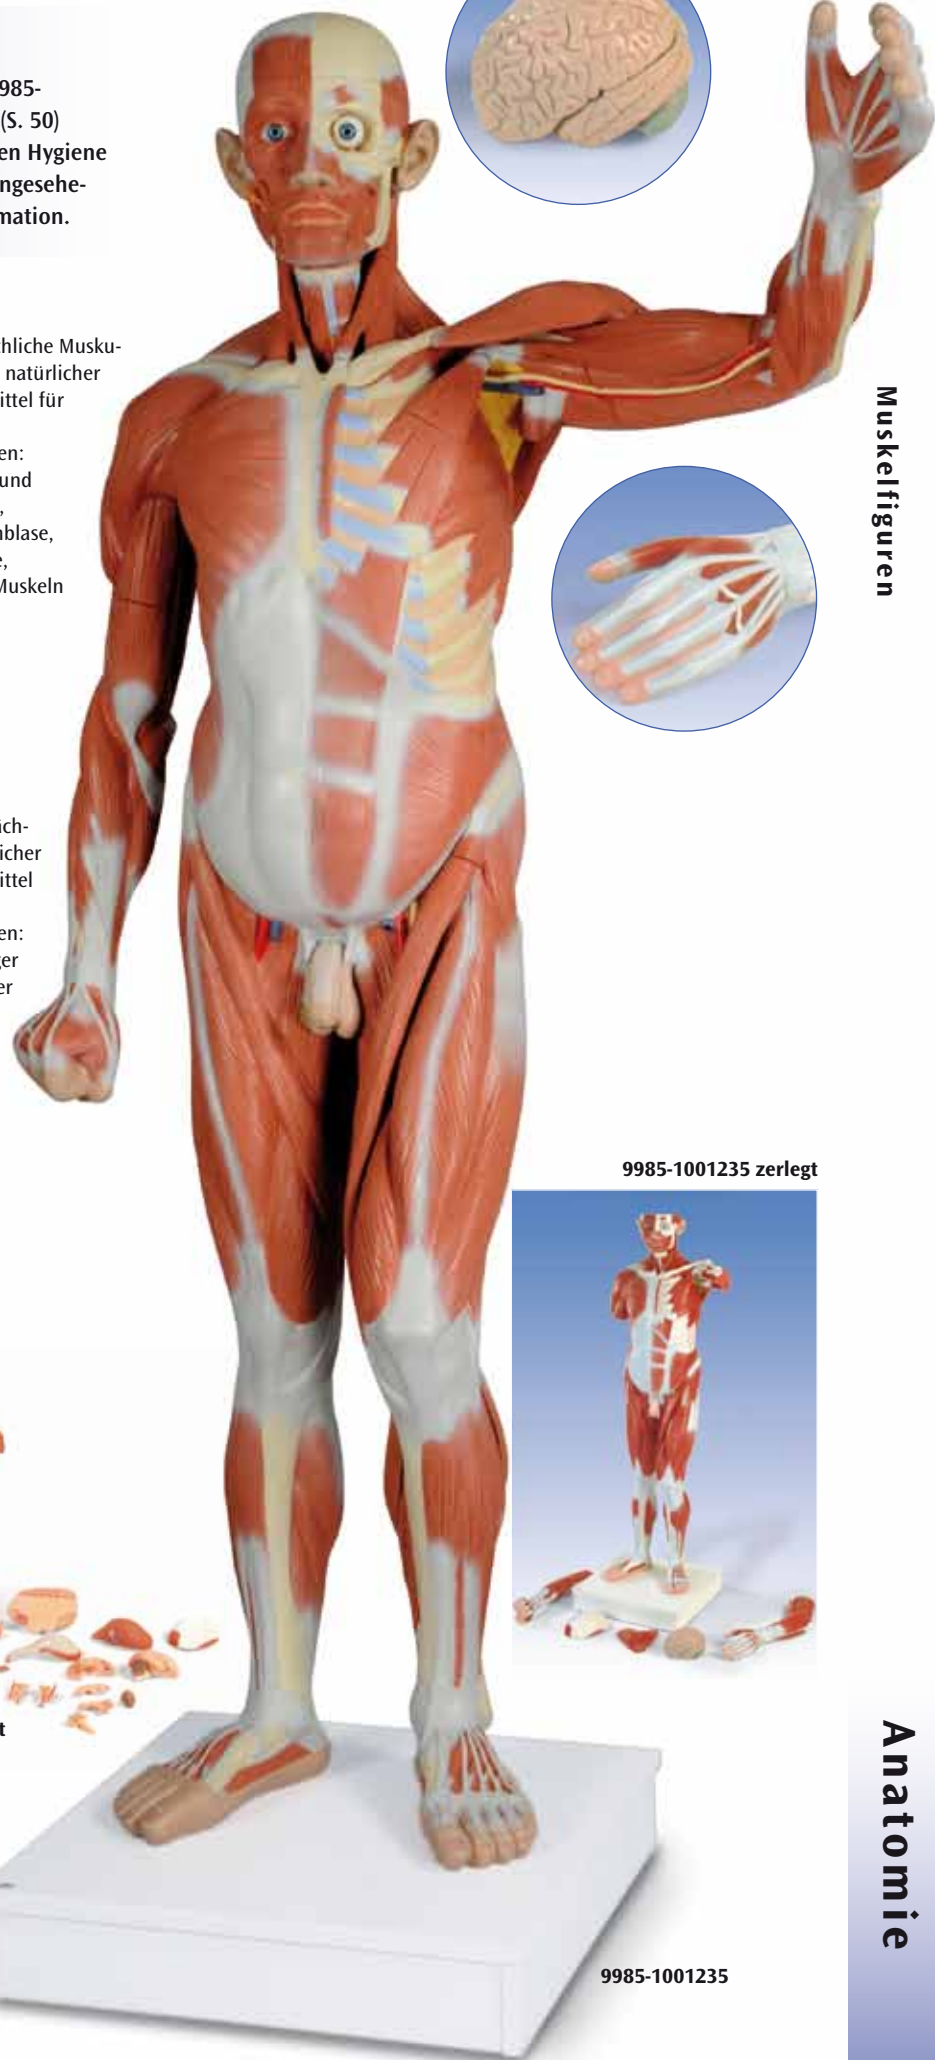 985-
(S. 50)
en Hygiene
ngesehe-
mation.
hliche Musku-
natürlicher
ittel für
en:
und
,
nblase,
e,
Muskeln
äch-
icher
ittel
en:
ger
er
t
Muskelfiguren
9985-1001235 zerlegt
9985-1001235
Anatomie